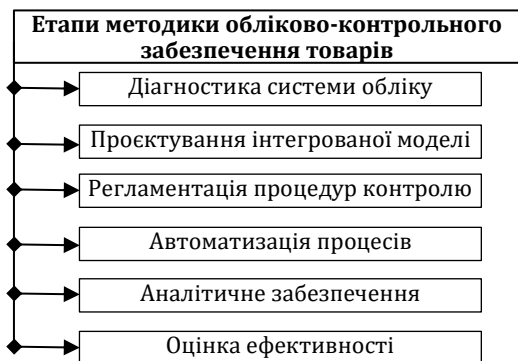 Етапи методики обліково-контрольного
забезпечення товарів
Діагностика системи обліку
Проєктування інтегрованої моделі
Регламентація процедур контролю
Автоматизація процесів
Аналітичне забезпечення
Оцінка ефективності